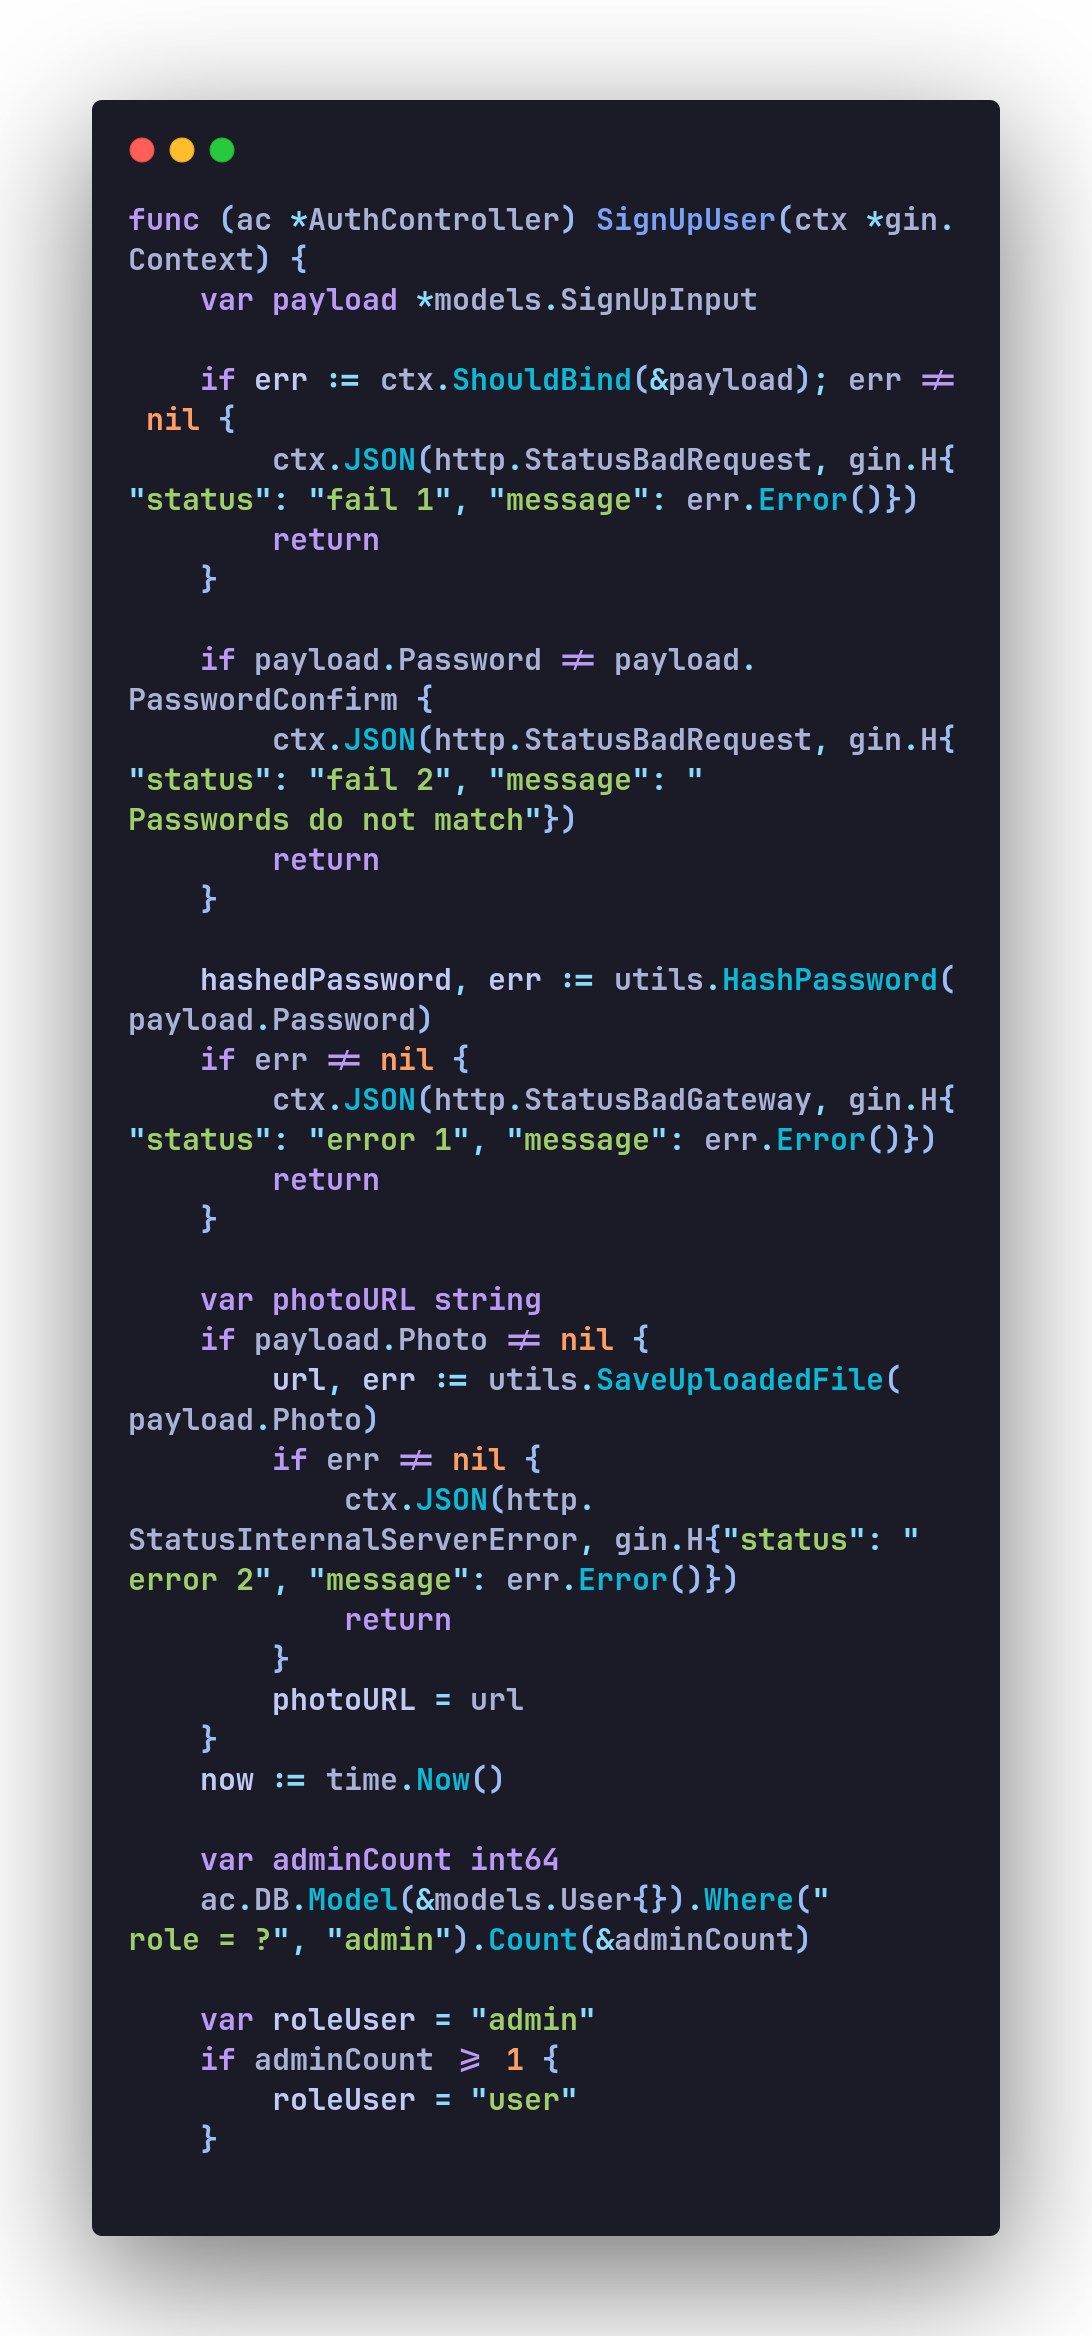 func (ac *AuthController) SignUpUser(ctx *gin.
Context) {
    var payload *models.SignUpInput

    if err := ctx.ShouldBind(&payload); err !=
 nil {
        ctx.JSON(http.StatusBadRequest, gin.H{
"status": "fail 1", "message": err.Error()})
        return
    }

    if payload.Password != payload.
PasswordConfirm {
        ctx.JSON(http.StatusBadRequest, gin.H{
"status": "fail 2", "message": "
Passwords do not match"})
        return
    }

    hashedPassword, err := utils.HashPassword(
payload.Password)
    if err != nil {
        ctx.JSON(http.StatusBadGateway, gin.H{
"status": "error 1", "message": err.Error()})
        return
    }

    var photoURL string
    if payload.Photo != nil {
        url, err := utils.SaveUploadedFile(
payload.Photo)
        if err != nil {
            ctx.JSON(http.
StatusInternalServerError, gin.H{"status": "
error 2", "message": err.Error()})
            return
        }
        photoURL = url
    }
    now := time.Now()

    var adminCount int64
    ac.DB.Model(&models.User{}).Where("
role = ?", "admin").Count(&adminCount)

    var roleUser = "admin"
    if adminCount >= 1 {
        roleUser = "user"
    }